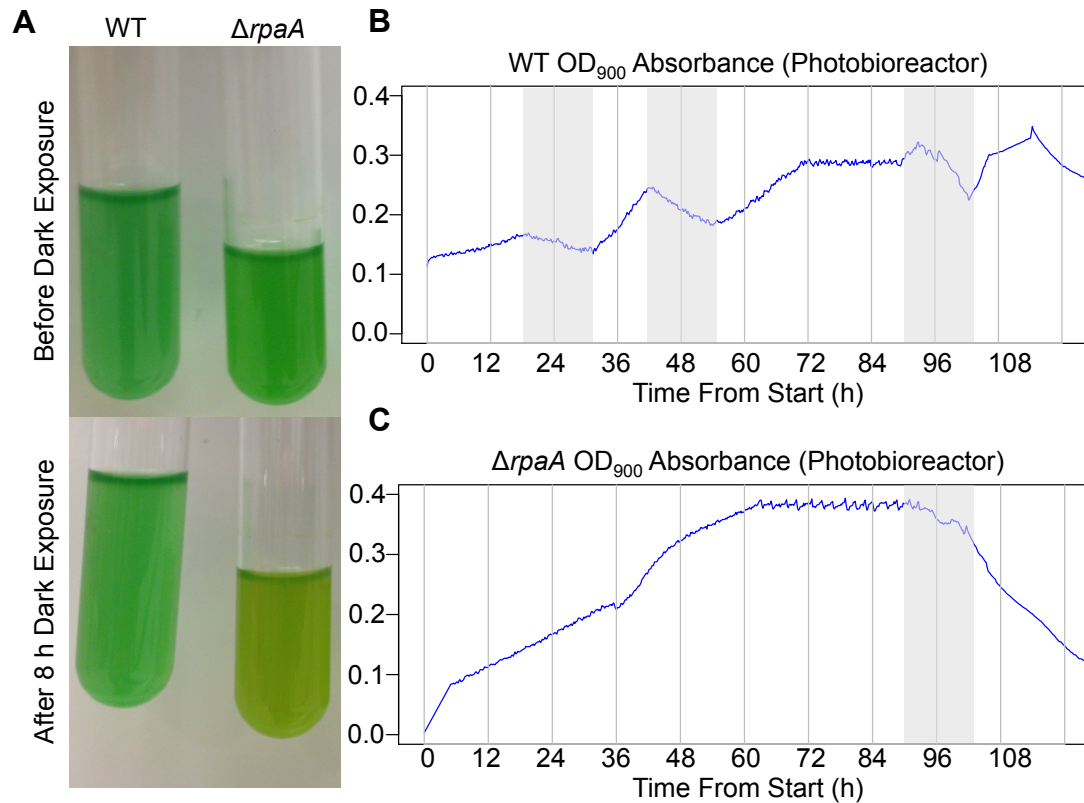 A
WT
ΔrpaA
Before Dark Exposure
After 8 h Dark Exposure
B
WT OD900 Absorbance (Photobioreactor)
0.4
0.3
0.2
0.1
0.0
0 12 24 36 48 60 72 84 96 108
Time From Start (h)
C
ΔrpaA OD900 Absorbance (Photobioreactor)
0.4
0.3
0.2
0.1
0.0
0 12 24 36 48 60 72 84 96 108
Time From Start (h)